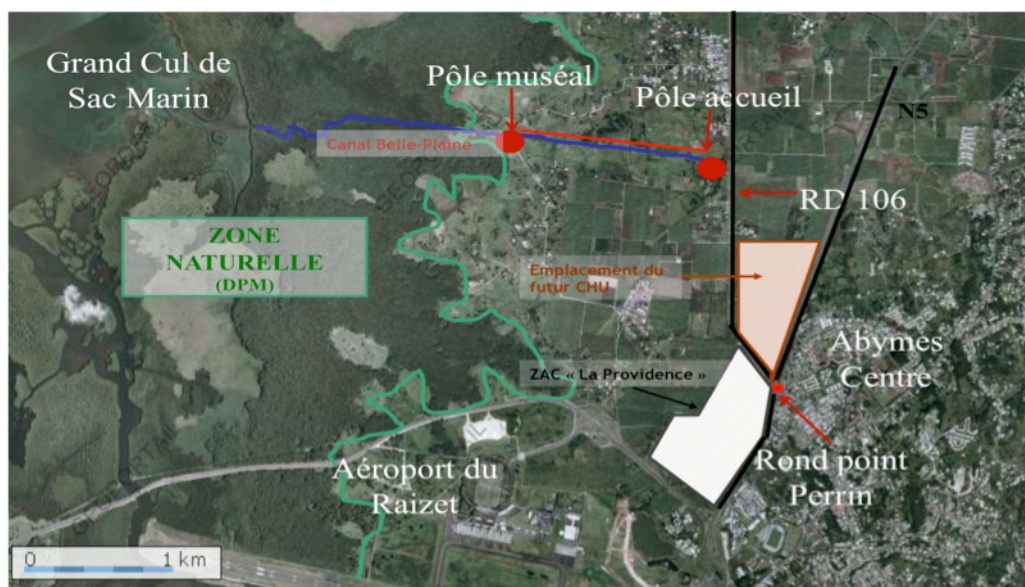 Grand Cul de
Sac Marin
Pôle muséal
Pôle accueil
N5
Canal Belle-Plaine
RD 106
ZONE
NATURELLE
(DPM)
Emplacement du
futur CHU
Abymes
Centre
ZAC « La Providence »
Rond point
Perrin
Aéroport du
Raizet
0 1 km